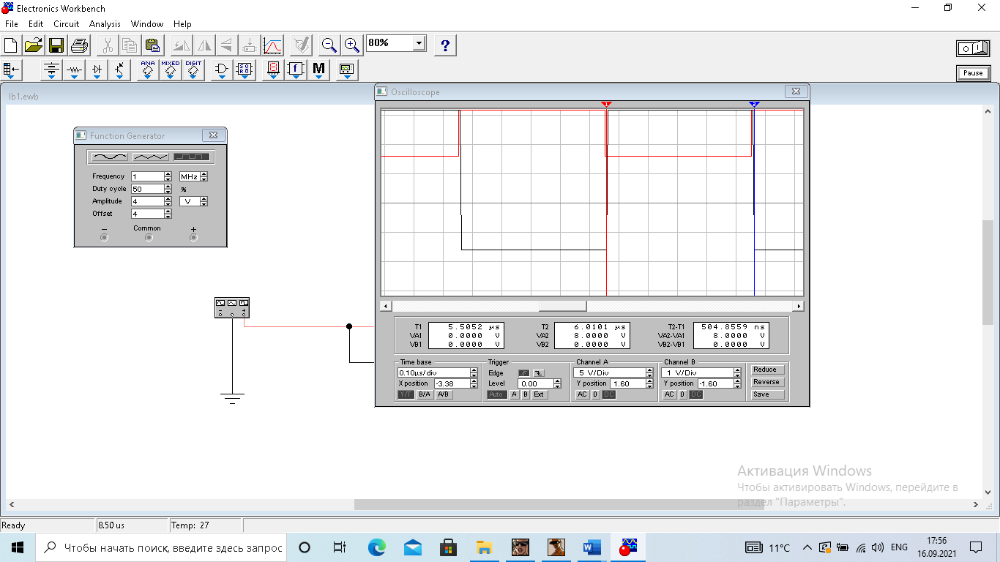 Electronics Workbench
File Edit Circuit Analysis Window Help
80%
?
ANA MIXED DIGIT
f M
O I
Pause
lb1.ewb
Oscilloscope
1 2
Function Generator
Frequency 1 MHz
Duty cycle 50 %
Amplitude 4 V
Offset 4
− Common +
T1 5.5052 µs T2 6.0101 µs T2-T1 504.8559 ns
VA1 0.0000 V VA2 8.0000 V VA2-VA1 8.0000 V
VB1 0.0000 V VB2 0.0000 V VB2-VB1 0.0000 V
Time base Trigger Channel A Channel B
0.10µs/div Edge 5 V/Div 1 V/Div Reduce
X position -3.38 Level 0.00 Y position 1.60 Y position -1.60 Reverse
Y/T B/A A/B Auto A B Ext AC 0 DC AC 0 DC Save
Активация Windows
Чтобы активировать Windows, перейдите в
раздел "Параметры".
Ready 8.50 us Temp: 27
Чтобы начать поиск, введите здесь запрос
11°C ENG 17:56
16.09.2021